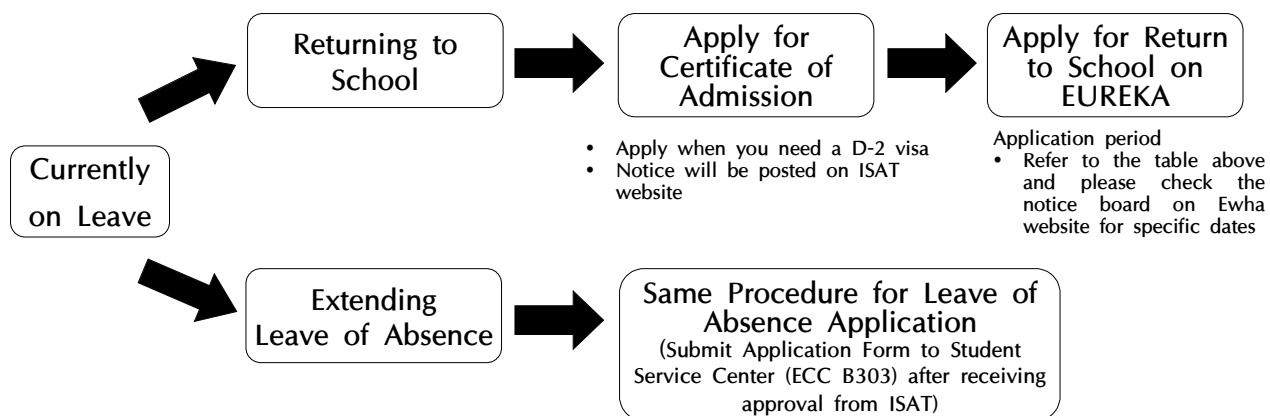 Currently
on Leave
Returning to
School
Apply for
Certificate of
Admission
• Apply when you need a D-2 visa
• Notice will be posted on ISAT
website
Apply for Return
to School on
EUREKA
Application period
• Refer to the table above
and please check the
notice board on Ewha
website for specific dates
Extending
Leave of Absence
Same Procedure for Leave of
Absence Application
(Submit Application Form to Student
Service Center (ECC B303) after receiving
approval from ISAT)